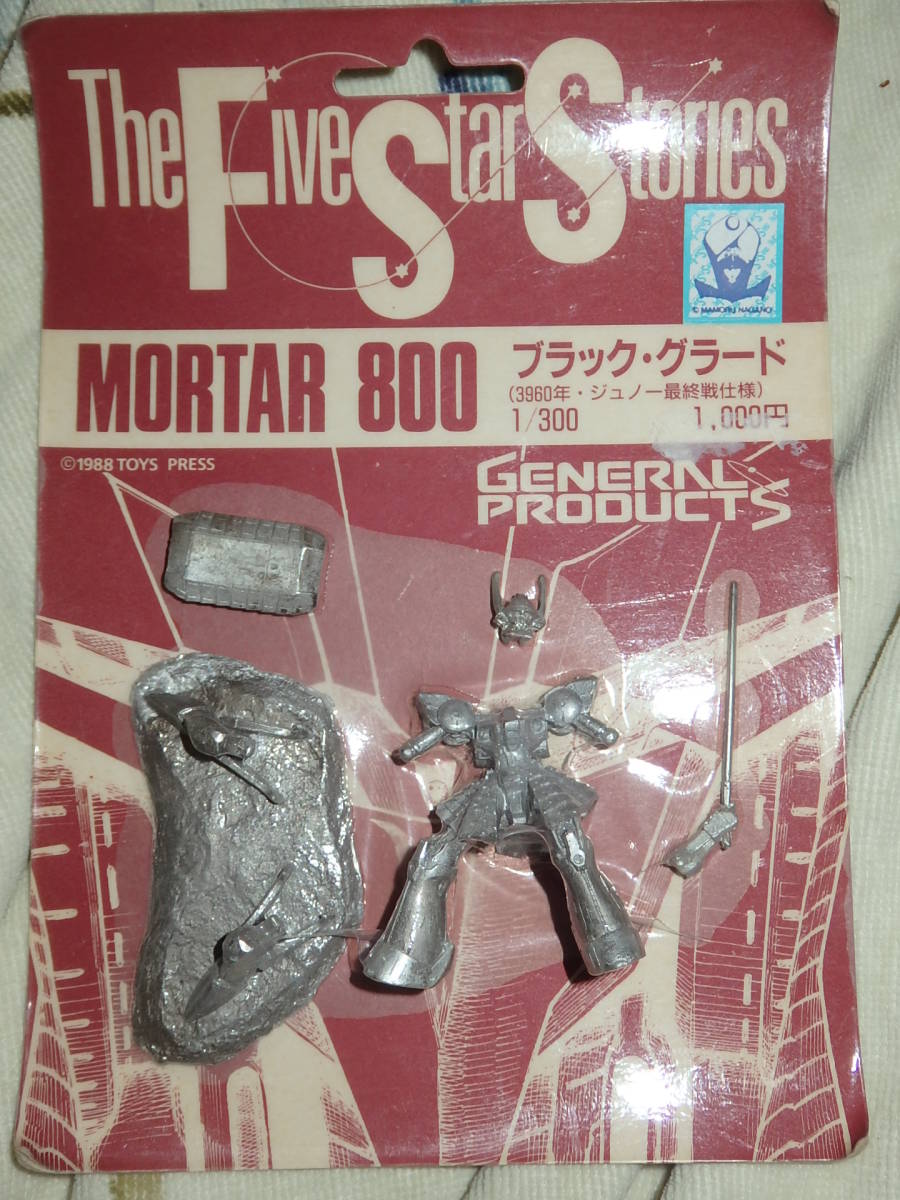 The Five Star Stories
© MAMORU NAGANO
MORTAR 800
ブラック・グラード
(3960年・ジュノー最終戦仕様)
1/300 1,000円
©1988 TOYS PRESS
GENERAL
PRODUCTS